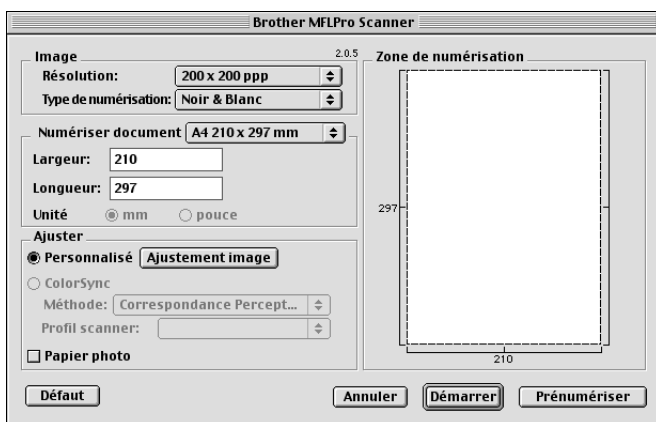 Brother MFLPro Scanner
Image 2.0.5
Résolution: 200 x 200 ppp
Type de numérisation: Noir & Blanc
Numériser document A4 210 x 297 mm
Largeur: 210
Longueur: 297
Unité mm pouce
Ajuster
Personnalisé Ajustement image
ColorSync
Méthode: Correspondance Percept...
Profil scanner:
Papier photo
Zone de numérisation
297
210
Défaut Annuler Démarrer Prénumériser